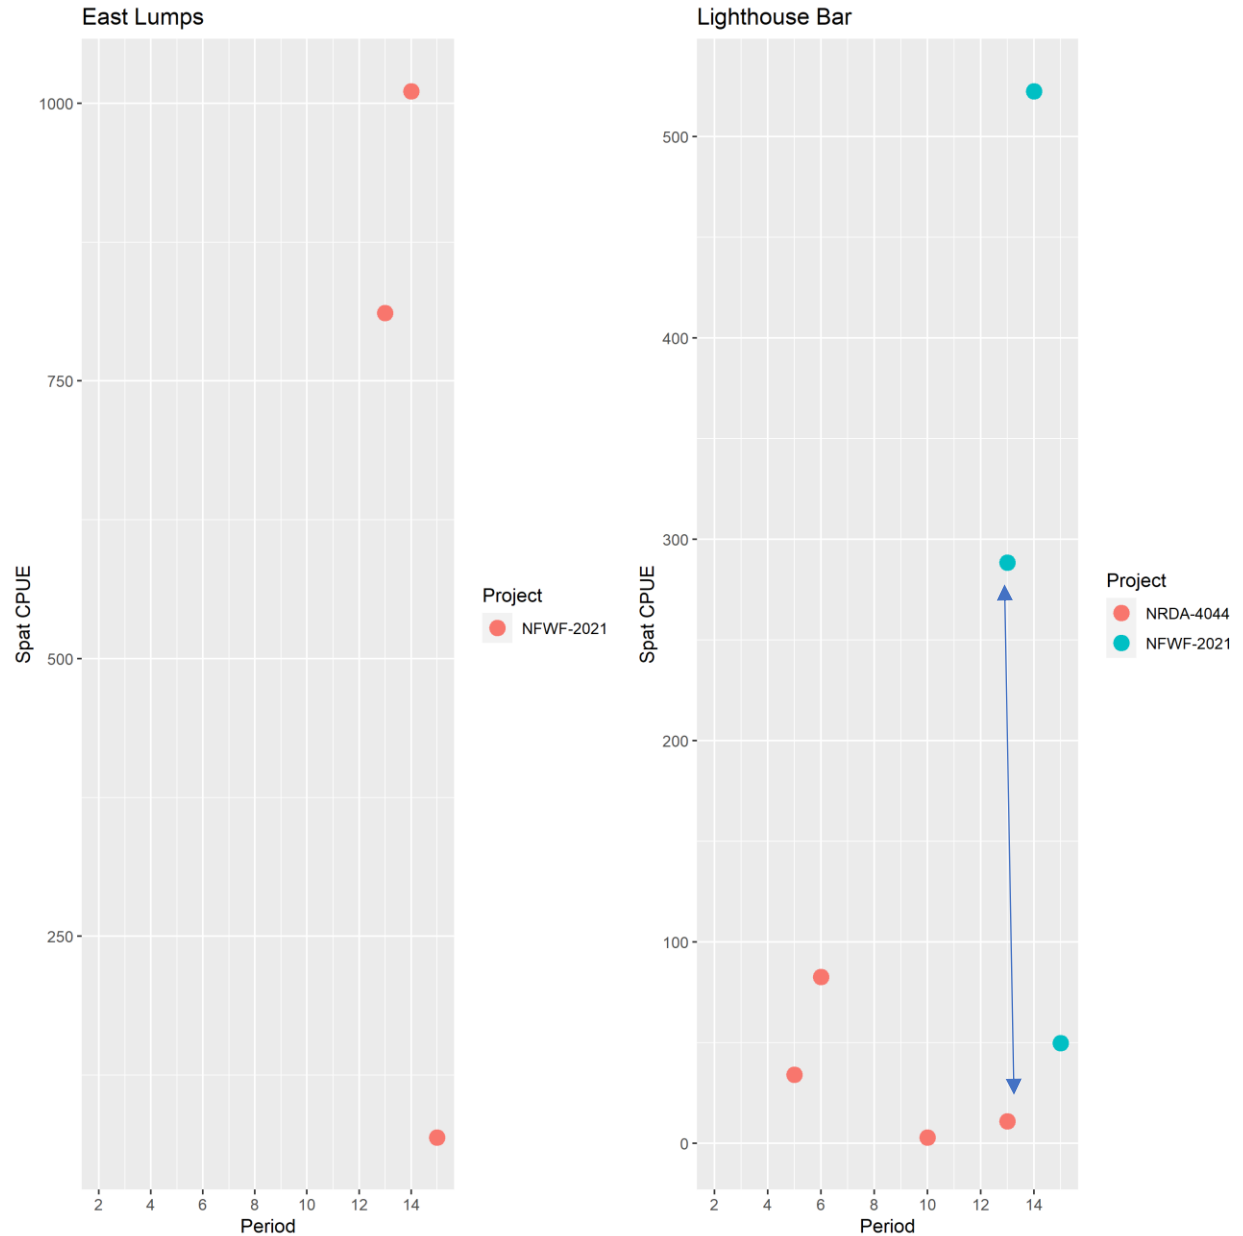 East Lumps
1000
750
500
250
Spat CPUE
2 4 6 8 10 12 14
Period
Project
NFWF-2021
Lighthouse Bar
500
400
300
200
100
0
Spat CPUE
2 4 6 8 10 12 14
Period
Project
NRDA-4044
NFWF-2021